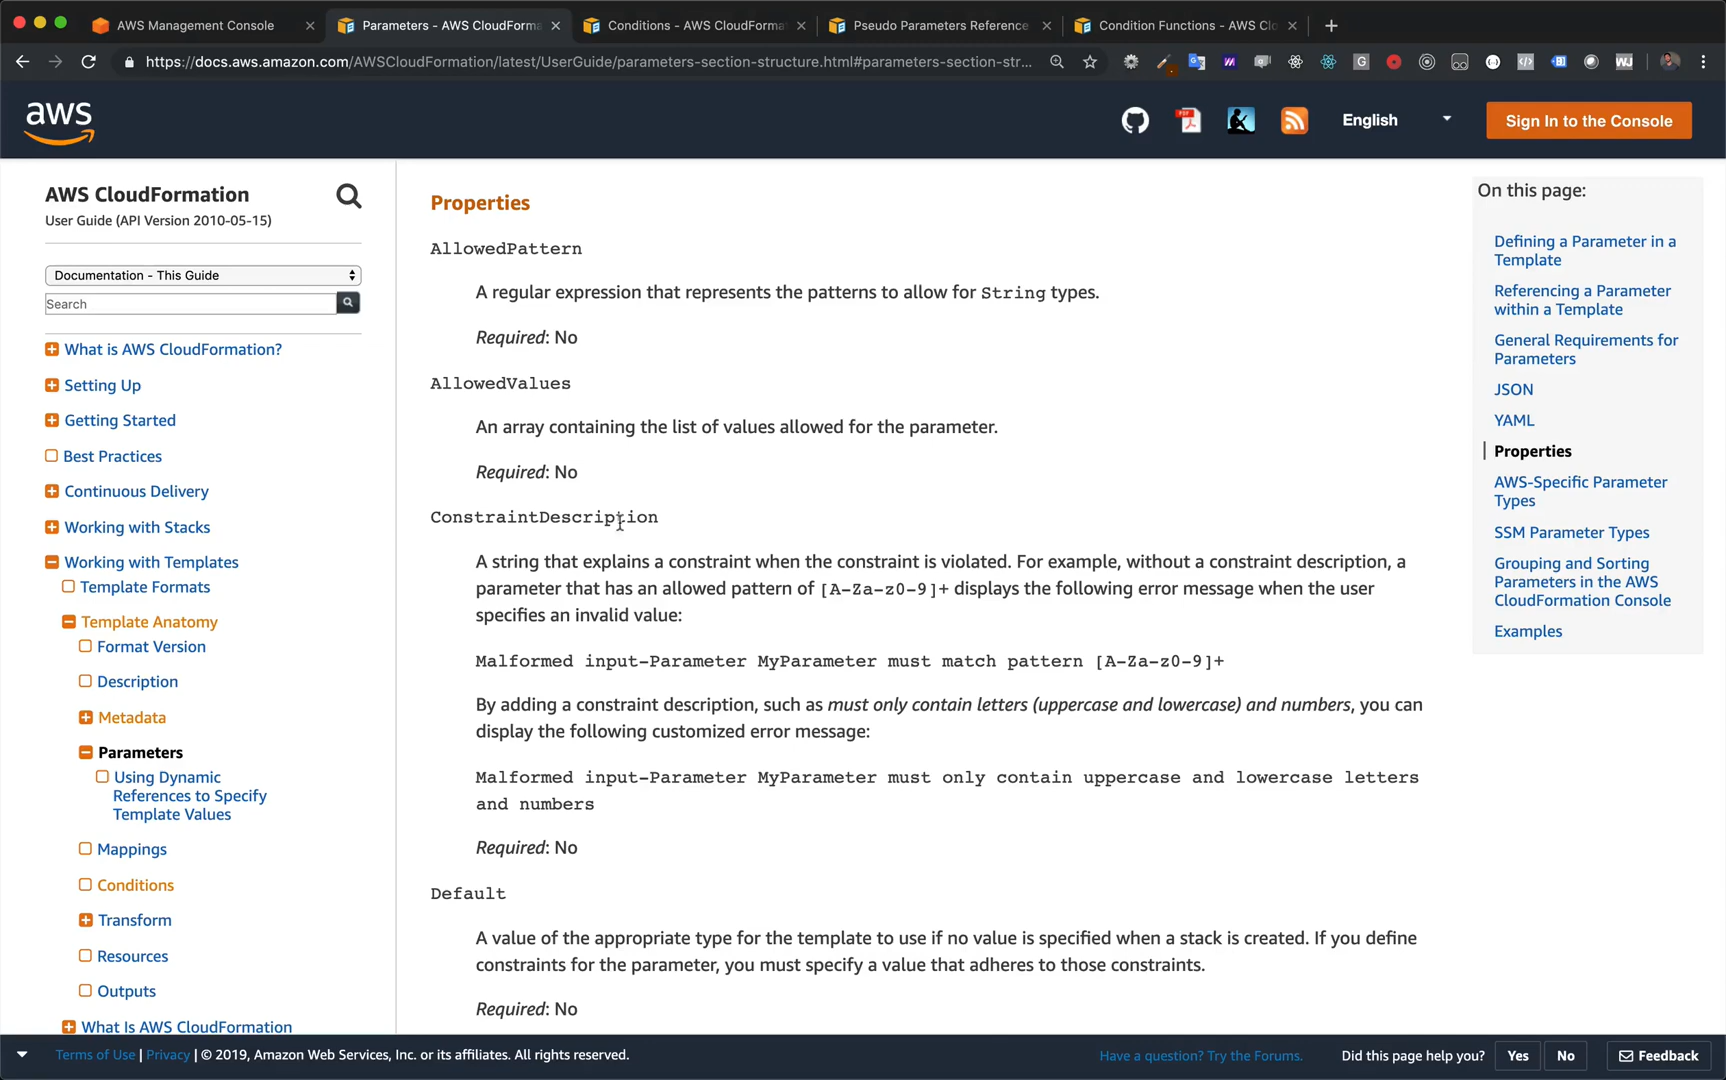 AWS Management Console
Parameters - AWS CloudForma
Conditions - AWS CloudFormat
Pseudo Parameters Reference
Condition Functions - AWS Clo
https://docs.aws.amazon.com/AWSCloudFormation/latest/UserGuide/parameters-section-structure.html#parameters-section-str...
aws
English
Sign In to the Console
AWS CloudFormation
User Guide (API Version 2010-05-15)
Documentation - This Guide
Search
What is AWS CloudFormation?
Setting Up
Getting Started
Best Practices
Continuous Delivery
Working with Stacks
Working with Templates
Template Formats
Template Anatomy
Format Version
Description
Metadata
Parameters
Using Dynamic
References to Specify
Template Values
Mappings
Conditions
Transform
Resources
Outputs
What Is AWS CloudFormation
Properties
AllowedPattern
A regular expression that represents the patterns to allow for String types.
Required: No
AllowedValues
An array containing the list of values allowed for the parameter.
Required: No
ConstraintDescription
A string that explains a constraint when the constraint is violated. For example, without a constraint description, a
parameter that has an allowed pattern of [A-Za-z0-9]+ displays the following error message when the user
specifies an invalid value:
Malformed input-Parameter MyParameter must match pattern [A-Za-z0-9]+
By adding a constraint description, such as must only contain letters (uppercase and lowercase) and numbers, you can
display the following customized error message:
Malformed input-Parameter MyParameter must only contain uppercase and lowercase letters
and numbers
Required: No
Default
A value of the appropriate type for the template to use if no value is specified when a stack is created. If you define
constraints for the parameter, you must specify a value that adheres to those constraints.
Required: No
On this page:
Defining a Parameter in a
Template
Referencing a Parameter
within a Template
General Requirements for
Parameters
JSON
YAML
Properties
AWS-Specific Parameter
Types
SSM Parameter Types
Grouping and Sorting
Parameters in the AWS
CloudFormation Console
Examples
Terms of Use | Privacy | © 2019, Amazon Web Services, Inc. or its affiliates. All rights reserved.
Have a question? Try the Forums.
Did this page help you?
Yes
No
Feedback